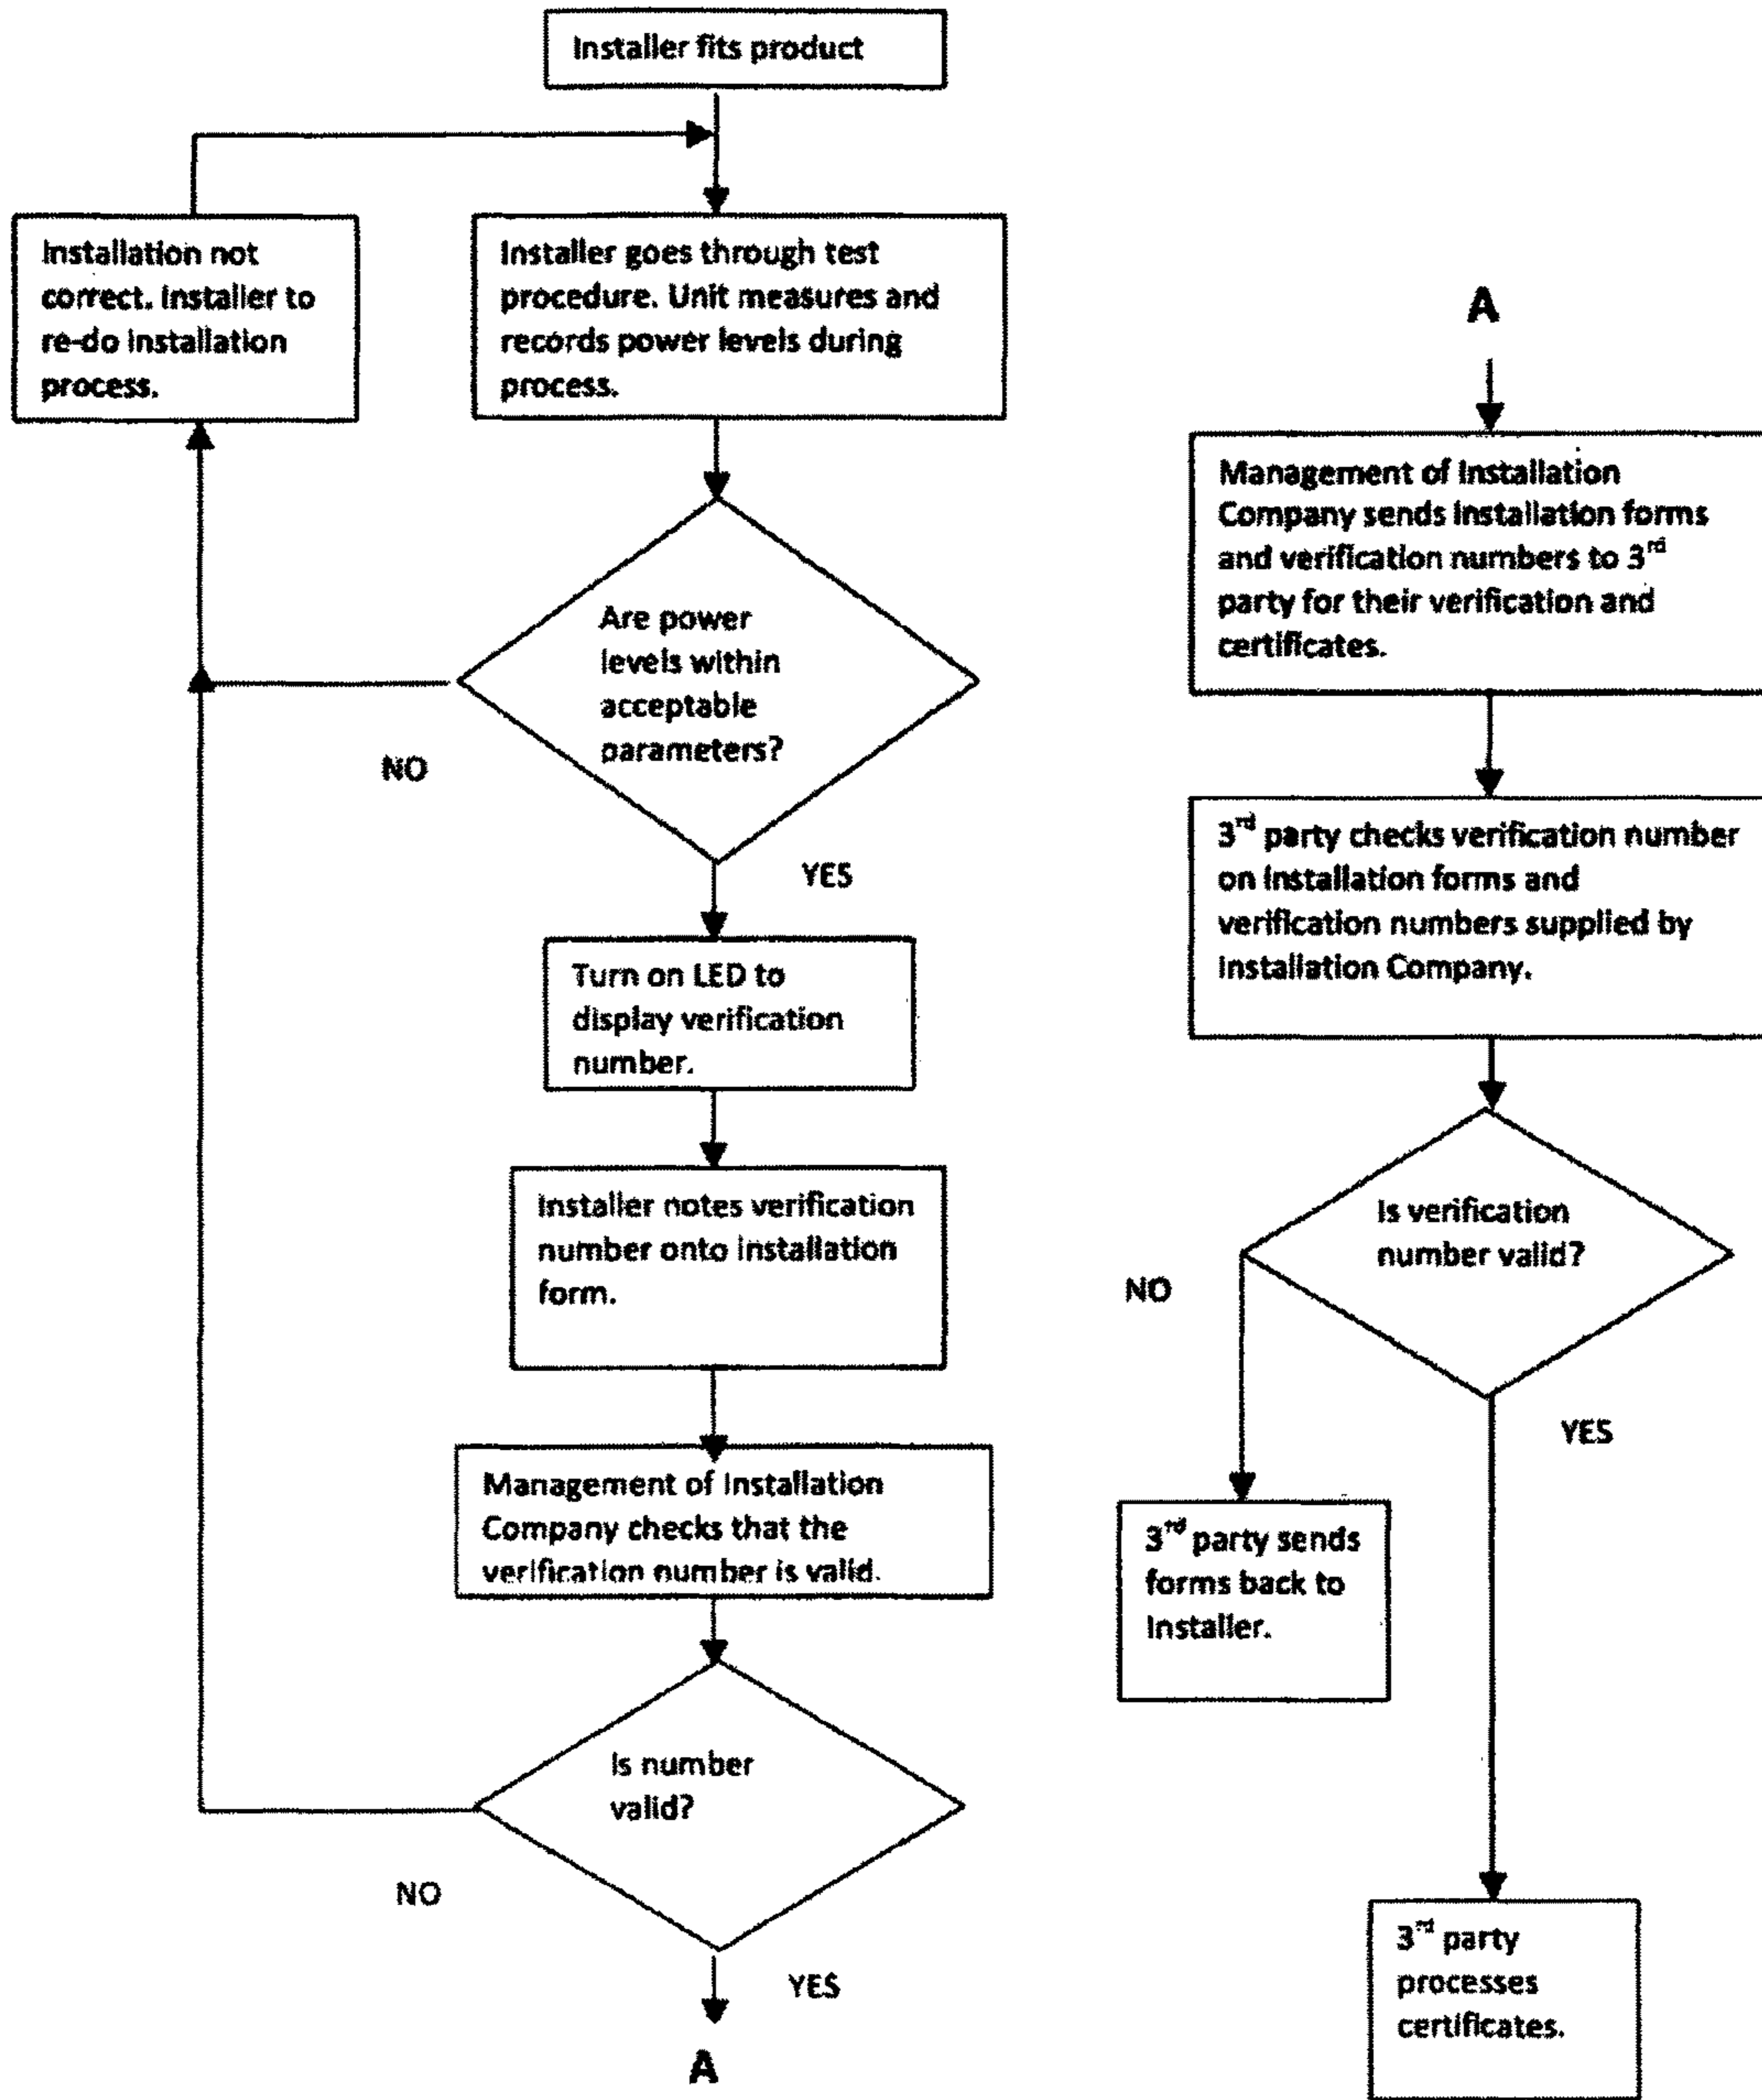 Installer fits product
Installation not
correct. Installer to
re-do installation
process.
Installer goes through test
procedure. Unit measures and
records power levels during
process.
Are power
levels within
acceptable
parameters?
NO
YES
Turn on LED to
display verification
number.
Installer notes verification
number onto installation
form.
Management of Installation
Company checks that the
verification number is valid.
Is number
valid?
NO
YES
A
A
Management of Installation
Company sends installation forms
and verification numbers to 3rd
party for their verification and
certificates.
3rd party checks verification number
on installation forms and
verification numbers supplied by
Installation Company.
Is verification
number valid?
NO
YES
3rd party sends
forms back to
Installer.
3rd party
processes
certificates.